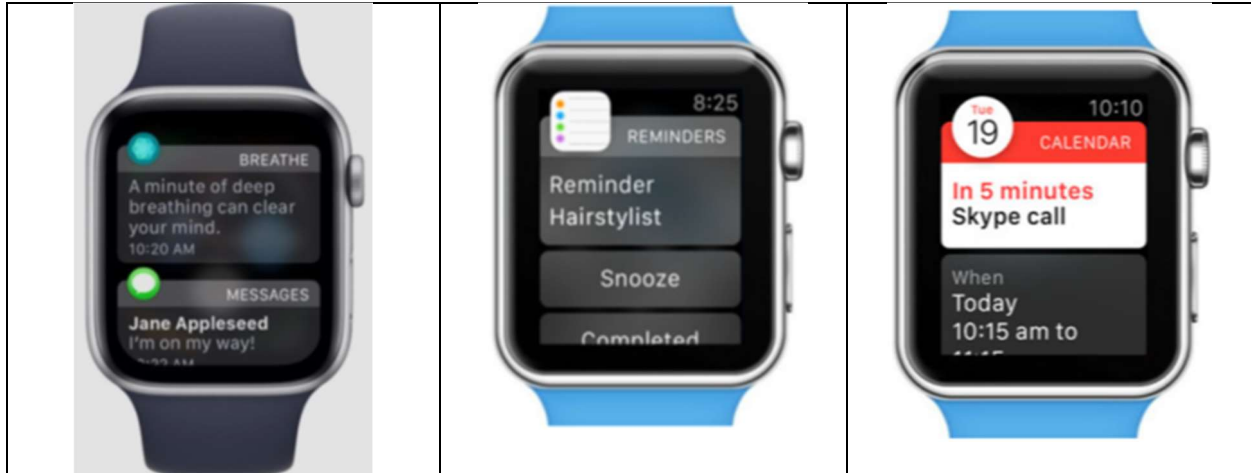 BREATHE
A minute of deep
breathing can clear
your mind.
10:20 AM
MESSAGES
Jane Appleseed
I'm on my way!
8:25
REMINDERS
Reminder
Hairstylist
Snooze
Completed
Tue
19
10:10
CALENDAR
In 5 minutes
Skype call
When
Today
10:15 am to